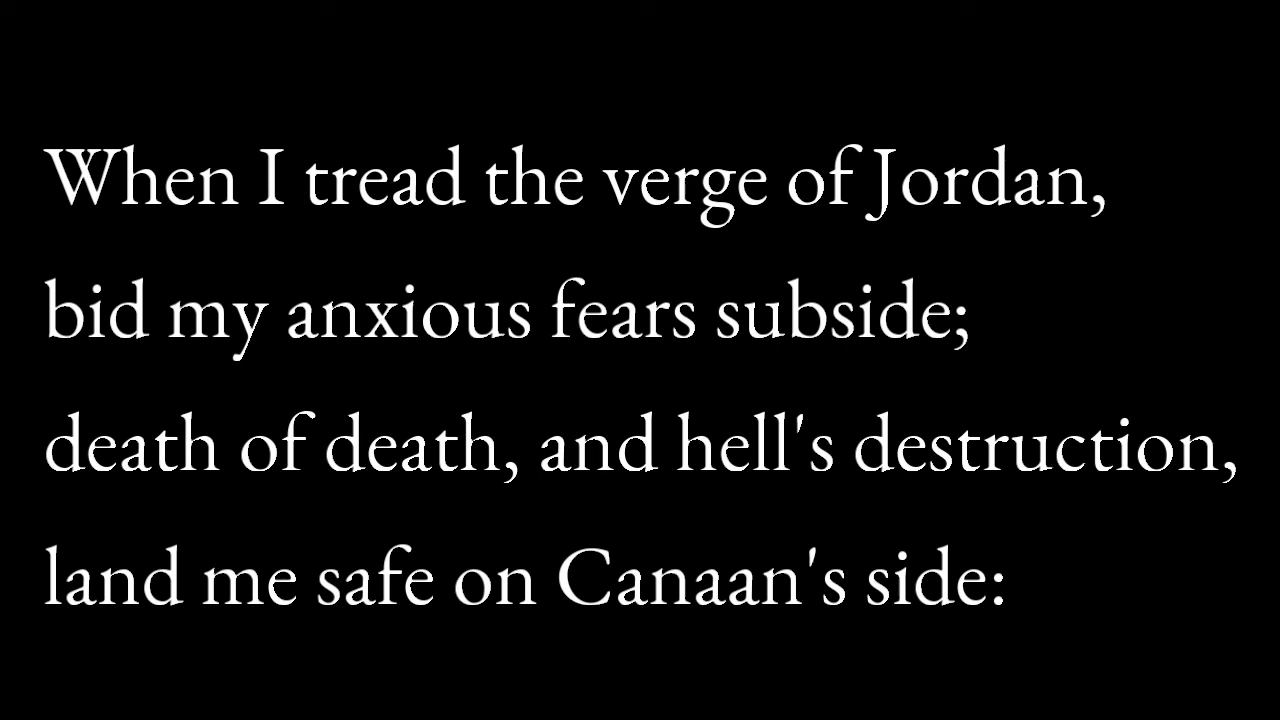 When I tread the verge of Jordan,
bid my anxious fears subside;
death of death, and hell's destruction,
land me safe on Canaan's side: